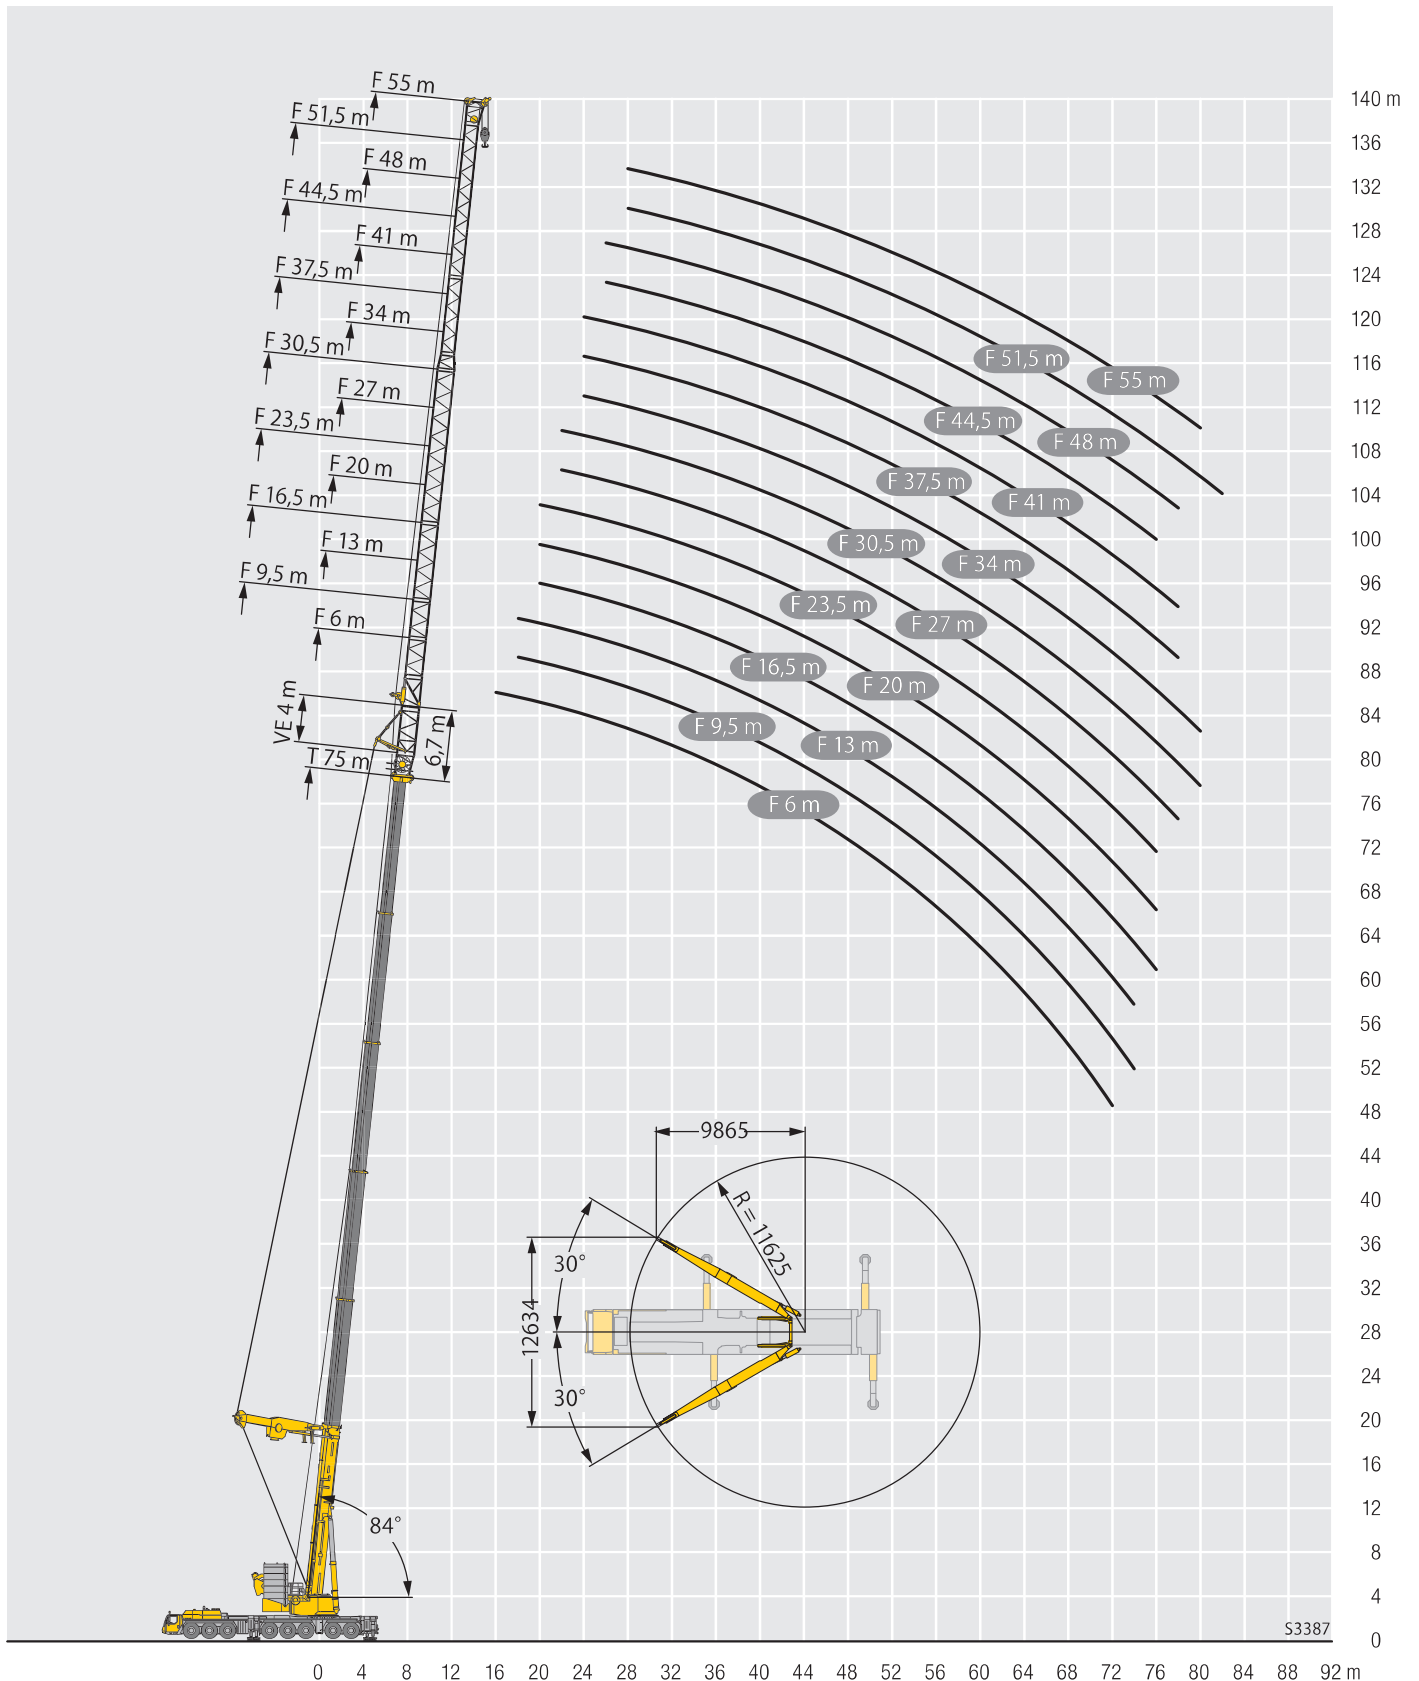 F 55 m
F 51,5 m
F 48 m
F 44,5 m
F 41 m
F 37,5 m
F 34 m
F 30,5 m
F 27 m
F 23,5 m
F 20 m
F 16,5 m
F 13 m
F 9,5 m
F 6 m
VE 4 m
6,7 m
T 75 m
84°
F 51,5 m
F 55 m
F 44,5 m
F 48 m
F 37,5 m
F 41 m
F 30,5 m
F 34 m
F 23,5 m
F 27 m
F 16,5 m
F 20 m
F 9,5 m
F 13 m
F 6 m
9865
R = 11625
30°
12634
30°
140 m
136
132
128
124
120
116
112
108
104
100
96
92
88
84
80
76
72
68
64
60
56
52
48
44
40
36
32
28
24
20
16
12
8
4
0
S3387
0 4 8 12 16 20 24 28 32 36 40 44 48 52 56 60 64 68 72 76 80 84 88 92 m